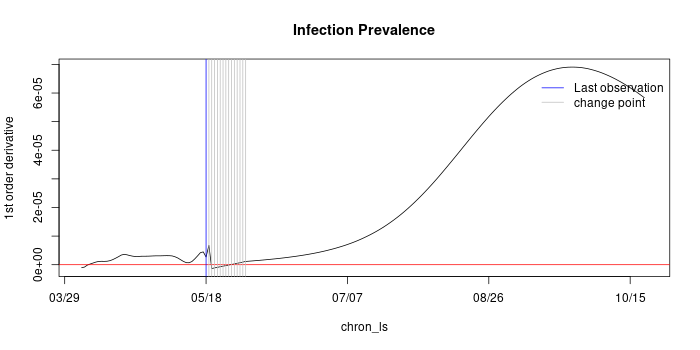 Infection Prevalence
1st order derivative
6e-05
4e-05
2e-05
0e+00
Last observation
change point
03/29 05/18 07/07 08/26 10/15
chron_ls